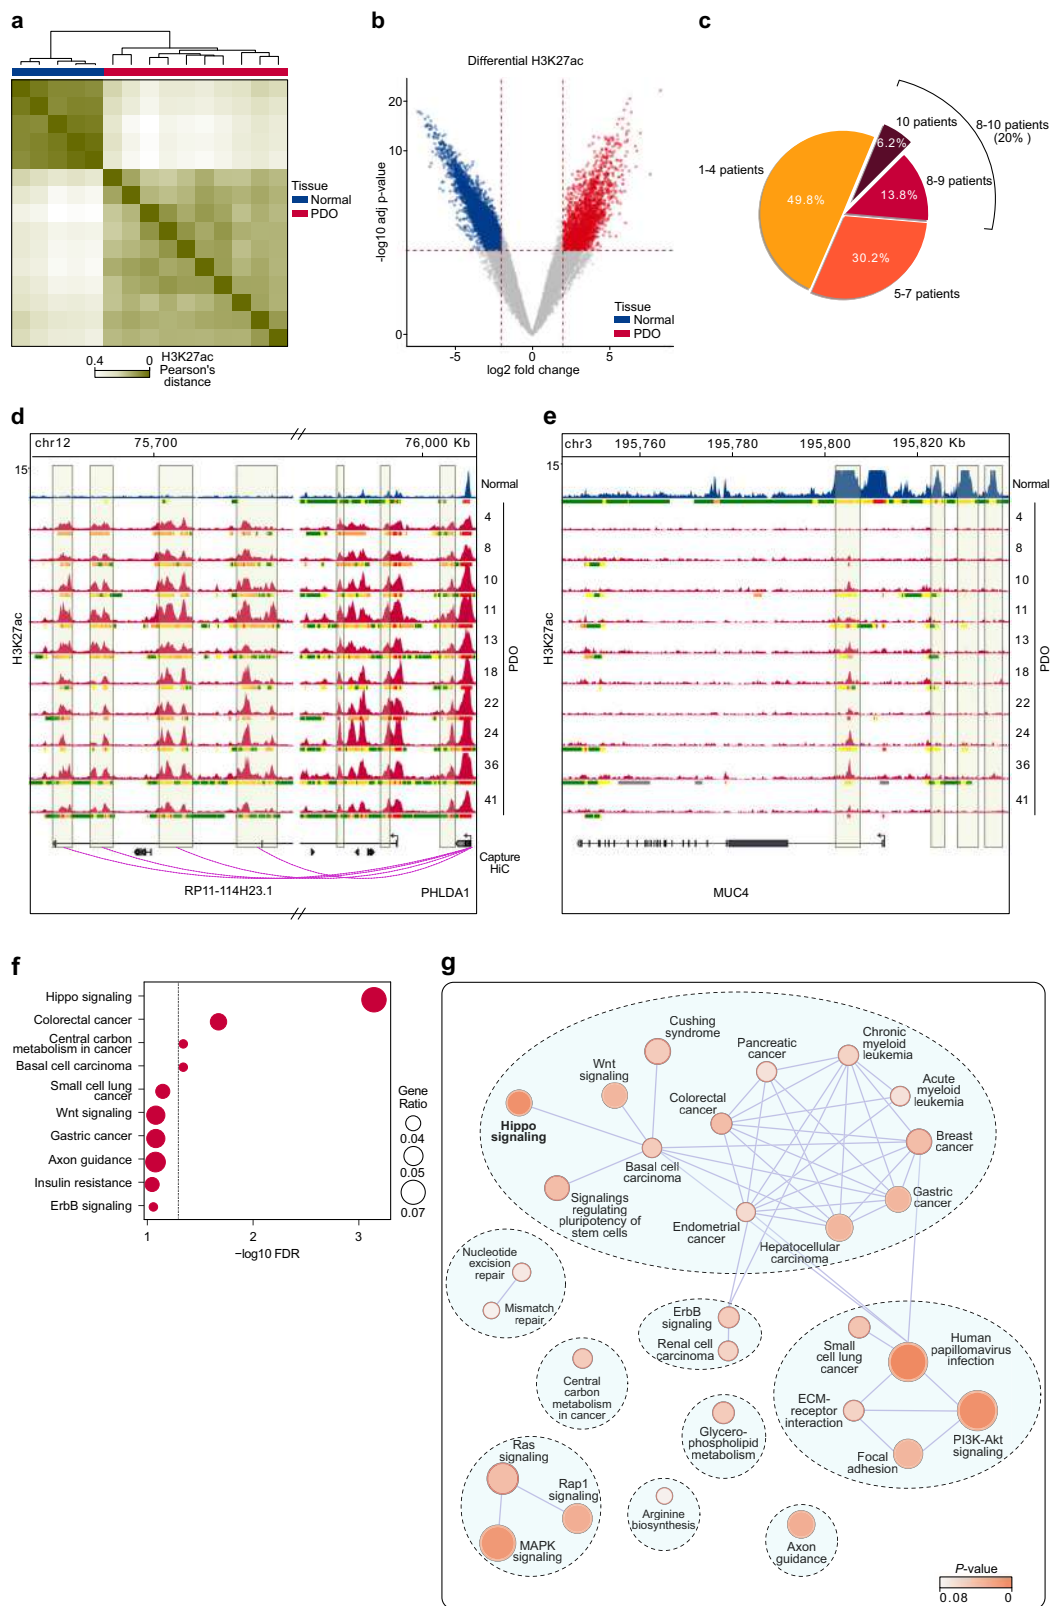 a
Tissue
Normal
PDO
0.4
0
H3K27ac
Pearson's
distance
b
Differential H3K27ac
-log10 adj p-value
20
10
0
-5
0
5
log2 fold change
Tissue
Normal
PDO
c
1-4 patients
49.8%
10 patients
6.2%
8-9 patients
13.8%
8-10 patients
(20% )
30.2%
5-7 patients
d
chr12
75,700
76,000 Kb
15
H3K27ac
Normal
4
8
10
11
13
18
22
24
36
41
PDO
Capture
HiC
RP11-114H23.1
PHLDA1
e
chr3
195,760
195,780
195,800
195,820 Kb
15
H3K27ac
Normal
4
8
10
11
13
18
22
24
36
41
PDO
MUC4
f
Hippo signaling
Colorectal cancer
Central carbon
metabolism in cancer
Basal cell carcinoma
Small cell lung
cancer
Wnt signaling
Gastric cancer
Axon guidance
Insulin resistance
ErbB signaling
1
2
3
−log10 FDR
Gene
Ratio
0.04
0.05
0.07
g
Cushing
syndrome
Pancreatic
cancer
Chronic
myeloid
leukemia
Wnt
signaling
Acute
myeloid
leukemia
Hippo
signaling
Colorectal
cancer
Breast
cancer
Basal cell
carcinoma
Signalings
regulating
pluripotency of
stem cells
Endometrial
cancer
Gastric
cancer
Hepatocellular
carcinoma
Nucleotide
excision
repair
Mismatch
repair
ErbB
signaling
Renal cell
carcinoma
Small
cell lung
cancer
Human
papillomavirus
infection
Central
carbon
metabolism
in cancer
ECM-
receptor
interaction
PI3K-Akt
signaling
Focal
adhesion
Glycero-
phospholipid
metabolism
Ras
signaling
Rap1
signaling
MAPK
signaling
Arginine
biosynthesis
Axon
guidance
P-value
0.08
0